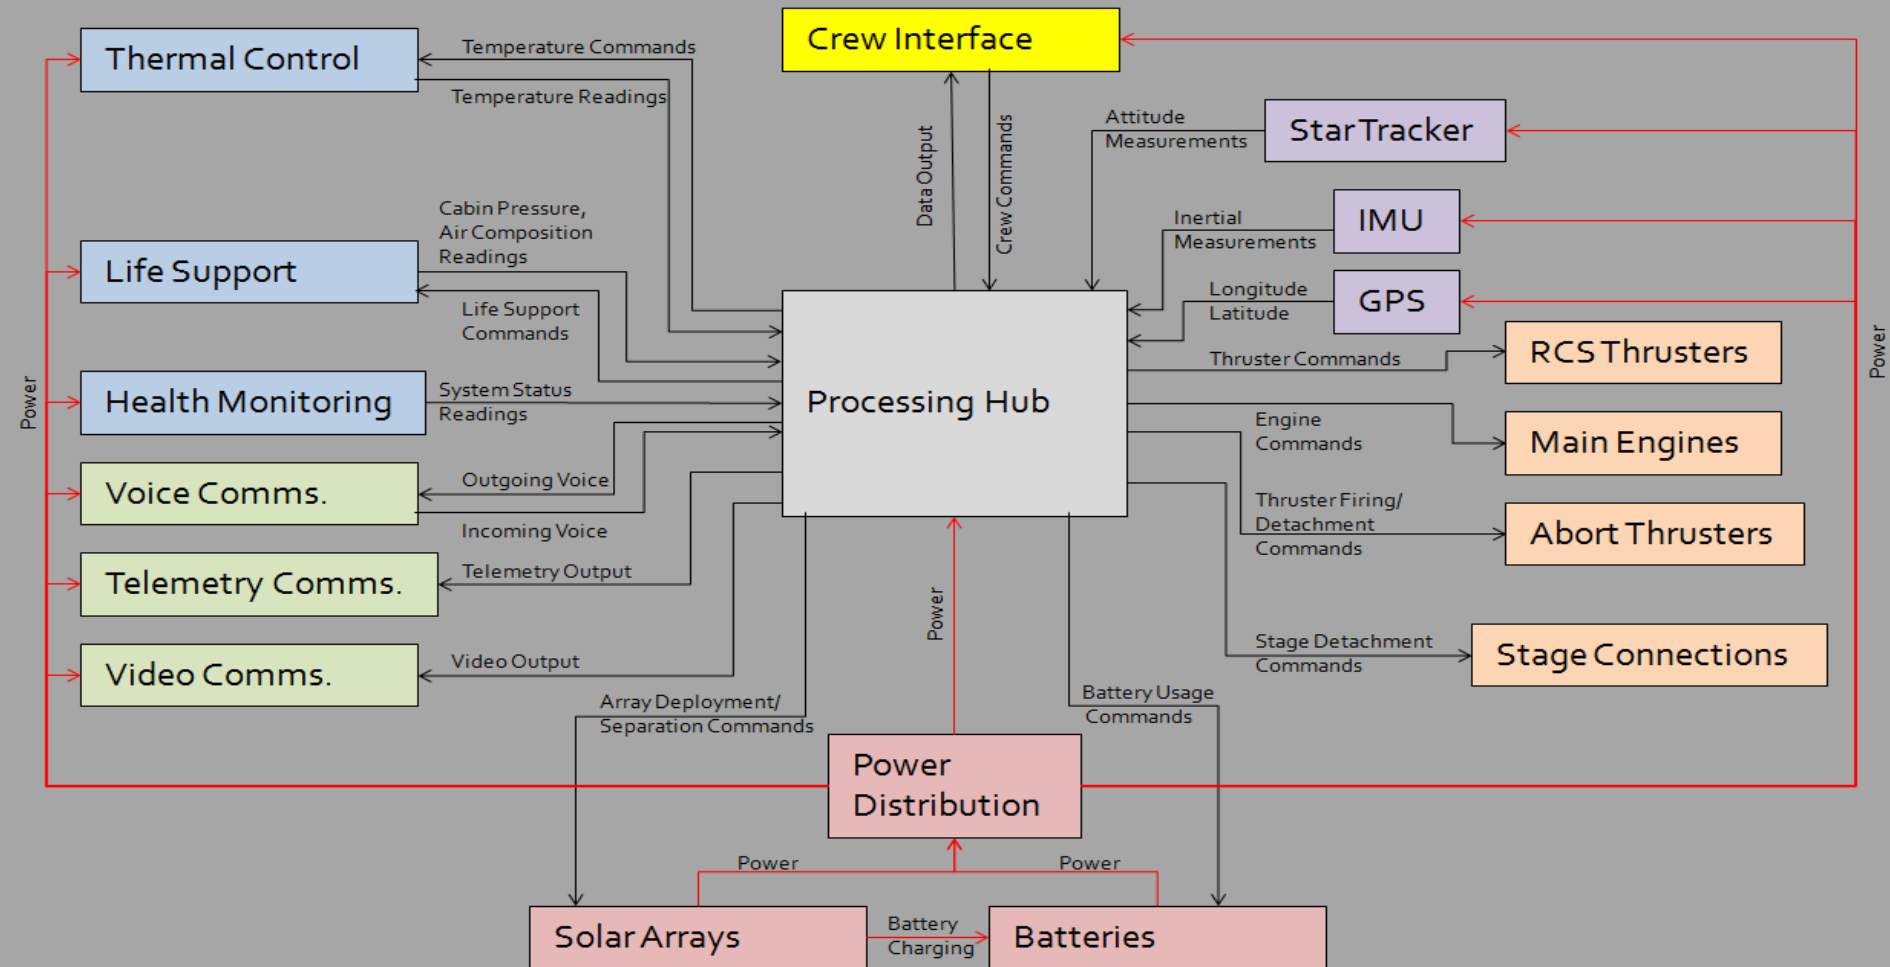 Thermal Control
Temperature Commands
Temperature Readings
Crew Interface
Data Output
Crew Commands
Attitude
Measurements
Star Tracker
Inertial
Measurements
IMU
Longitude
Latitude
GPS
Cabin Pressure,
Air Composition
Readings
Life Support
Life Support
Commands
Health Monitoring
System Status
Readings
Power
Voice Comms.
Outgoing Voice
Incoming Voice
Telemetry Comms.
Telemetry Output
Video Comms.
Video Output
Processing Hub
Thruster Commands
RCS Thrusters
Engine
Commands
Main Engines
Thruster Firing/
Detachment
Commands
Abort Thrusters
Stage Detachment
Commands
Stage Connections
Power
Power
Array Deployment/
Separation Commands
Battery Usage
Commands
Power
Distribution
Power
Power
Solar Arrays
Battery
Charging
Batteries